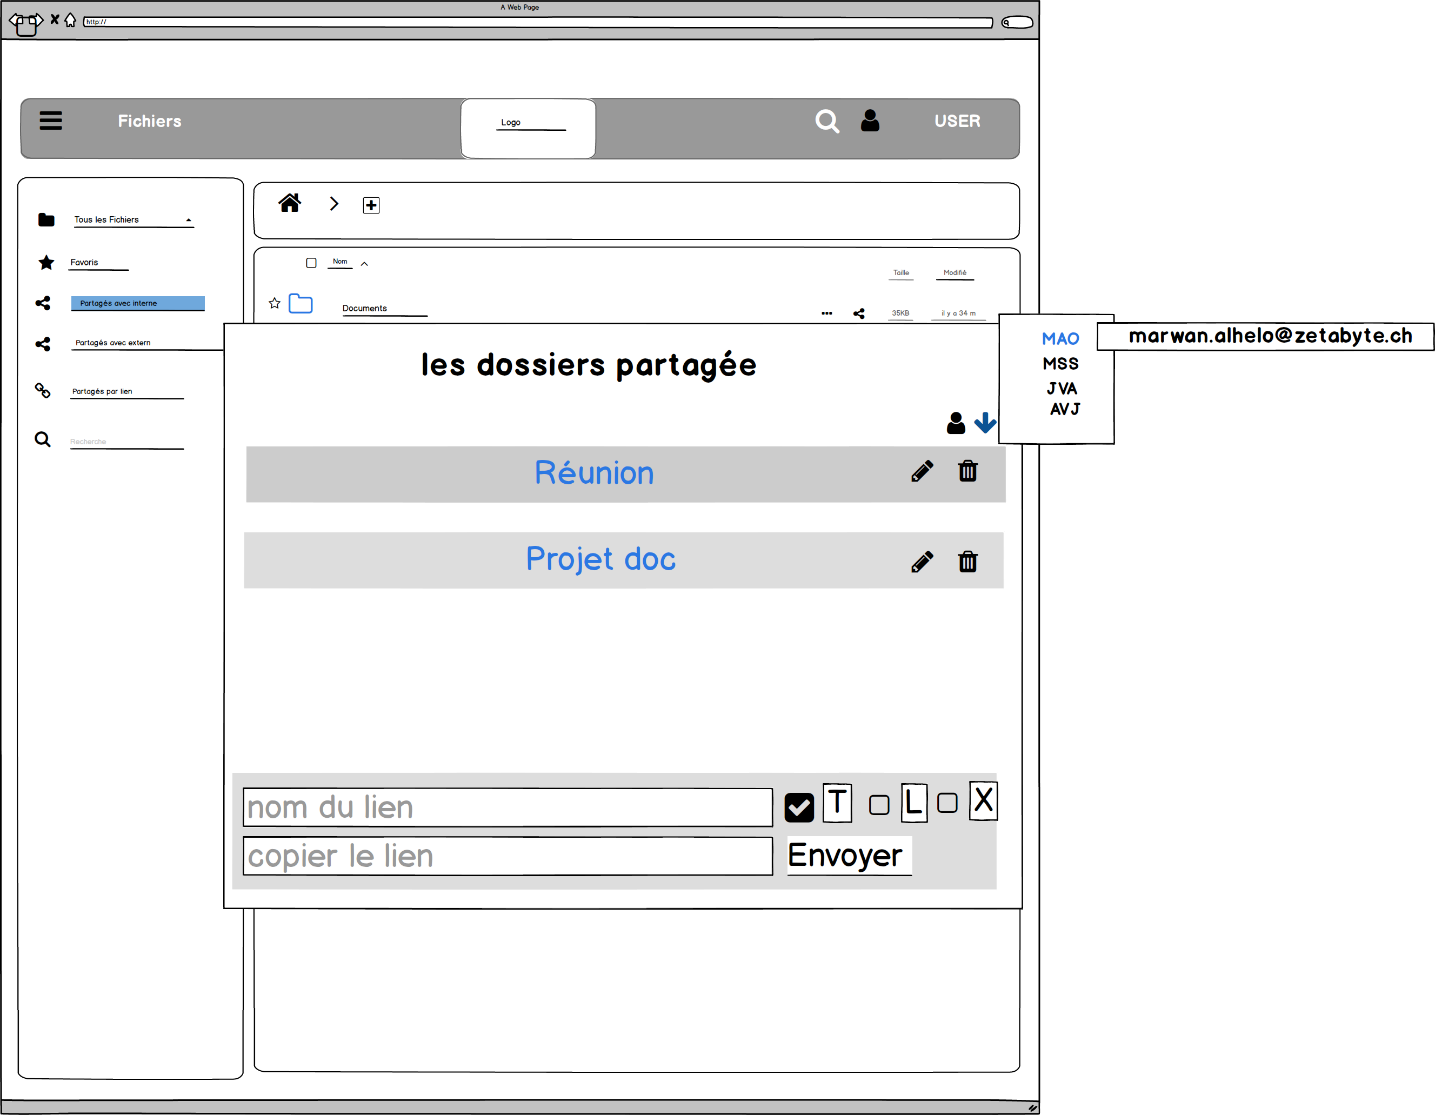 A Web Page
http://
Fichiers
Logo
USER
Tous les Fichiers
Favoris
Partagés avec interne
Partagés avec extern
Partagés par lien
Recherche
Nom
Taille
Modifié
Documents
35KB
il y a 34 m
les dossiers partagée
MAO
marwan.alhelo@zetabyte.ch
MSS
JVA
AVJ
Réunion
Projet doc
nom du lien
T
L
X
copier le lien
Envoyer